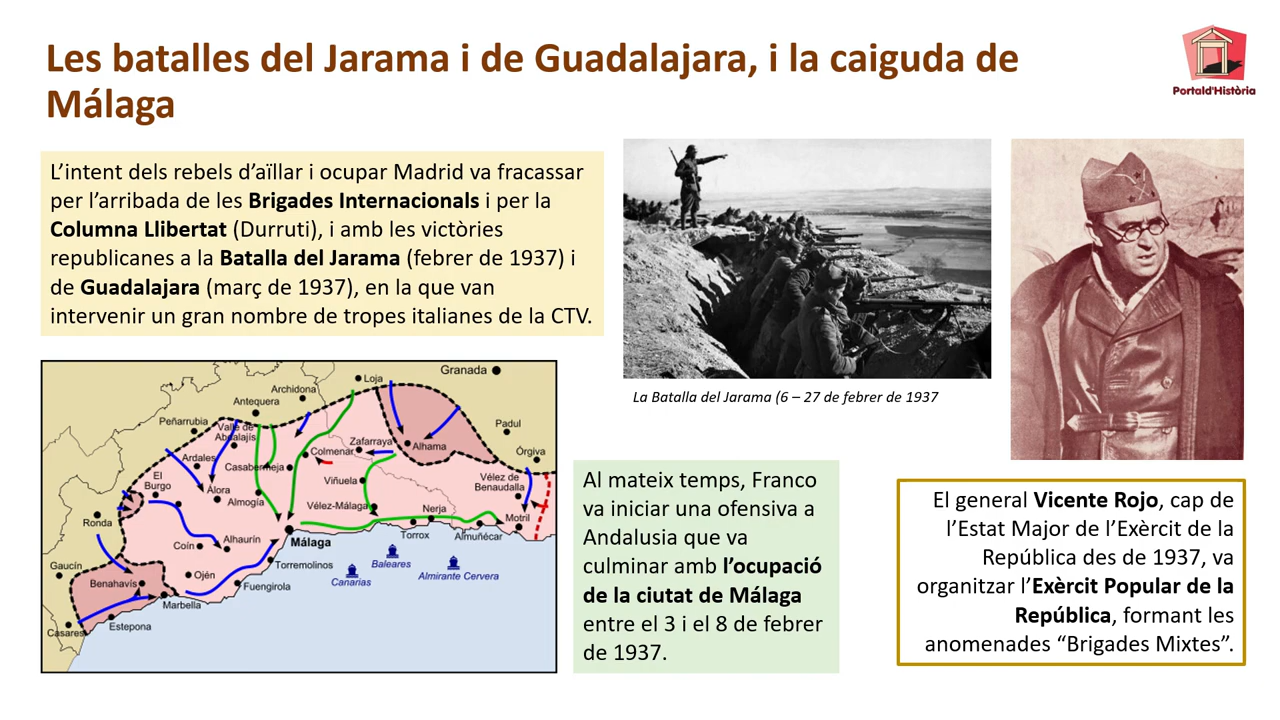 Les batalles del Jarama i de Guadalajara, i la caiguda de
Málaga
Portald'Història
L’intent dels rebels d’aïllar i ocupar Madrid va fracassar
per l’arribada de les Brigades Internacionals i per la
Columna Llibertat (Durruti), i amb les victòries
republicanes a la Batalla del Jarama (febrer de 1937) i
de Guadalajara (març de 1937), en la que van
intervenir un gran nombre de tropes italianes de la CTV.
La Batalla del Jarama (6 – 27 de febrer de 1937
Granada
Loja
Archidona
Antequera
Peñarrubia
Valle de
Abdalajís
Padul
Zafarraya
Alhama
Colmenar
Órgiva
Ardales
Casabermeja
El
Burgo
Álora
Viñuela
Vélez de
Benaudalla
Almogía
Vélez-Málaga
Nerja
Motril
Ronda
Torrox
Almuñécar
Málaga
Coín
Alhaurín
Baleares
Gaucín
Torremolinos
Canarias
Almirante Cervera
Benahavís
Ojén
Fuengirola
Marbella
Casares
Estepona
Al mateix temps, Franco
va iniciar una ofensiva a
Andalusia que va
culminar amb l’ocupació
de la ciutat de Málaga
entre el 3 i el 8 de febrer
de 1937.
El general Vicente Rojo, cap de
l’Estat Major de l’Exèrcit de la
República des de 1937, va
organitzar l’Exèrcit Popular de la
República, formant les
anomenades “Brigades Mixtes”.